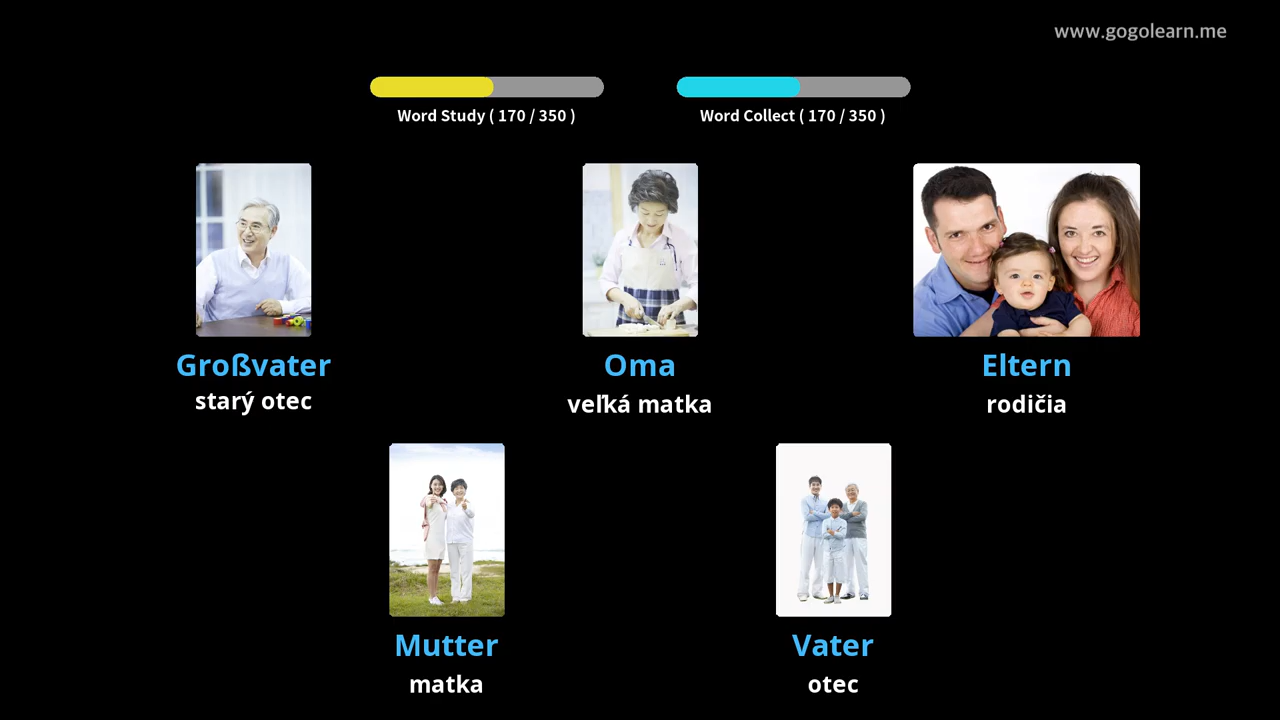 www.gogolearn.me
Word Study ( 170 / 350 )
Word Collect ( 170 / 350 )
Großvater
starý otec
Oma
veľká matka
Eltern
rodičia
Mutter
matka
Vater
otec